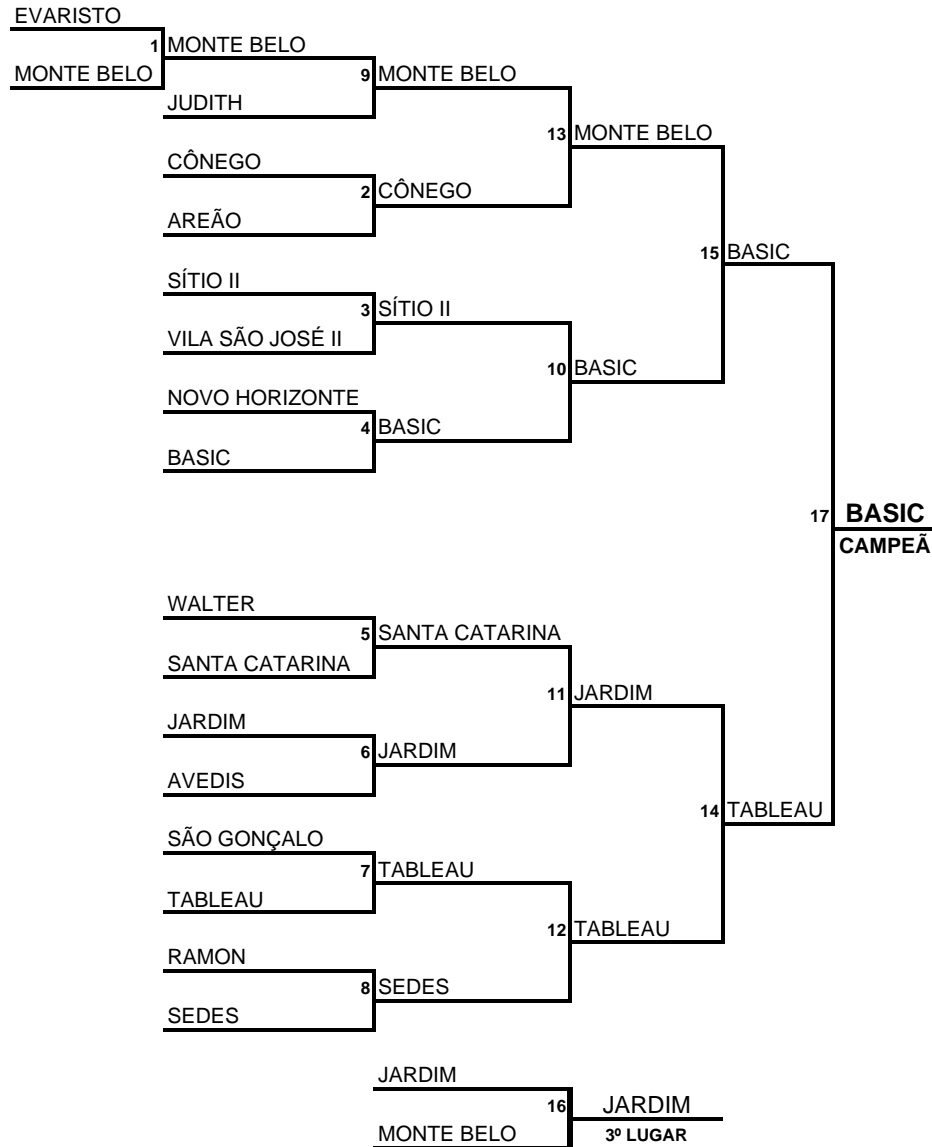 EVARISTO
1 MONTE BELO
MONTE BELO 9 MONTE BELO
JUDITH
13 MONTE BELO
CÔNEGO
2 CÔNEGO
AREÃO
15 BASIC
SÍTIO II
3 SÍTIO II
VILA SÃO JOSÉ II
10 BASIC
NOVO HORIZONTE
4 BASIC
BASIC
17 BASIC
CAMPEÃ
WALTER
5 SANTA CATARINA
SANTA CATARINA
11 JARDIM
JARDIM
6 JARDIM
AVEDIS
14 TABLEAU
SÃO GONÇALO
7 TABLEAU
TABLEAU
12 TABLEAU
RAMON
8 SEDES
SEDES
JARDIM
16 JARDIM
MONTE BELO 3º LUGAR